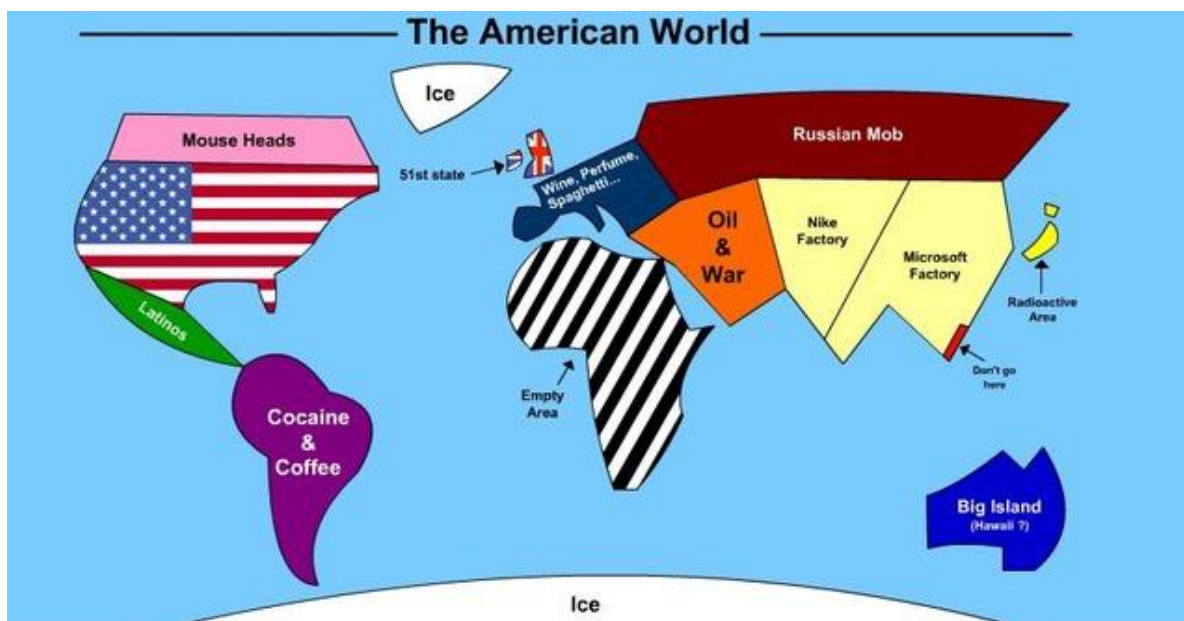 The American World
Ice
Mouse Heads
Russian Mob
51st state
Wine, Perfume,
Spaghetti...
Oil
&
War
Nike
Factory
Microsoft
Factory
Radioactive
Area
Latinos
Don't go
here
Empty
Area
Cocaine
&
Coffee
Big Island
(Hawaii ?)
Ice